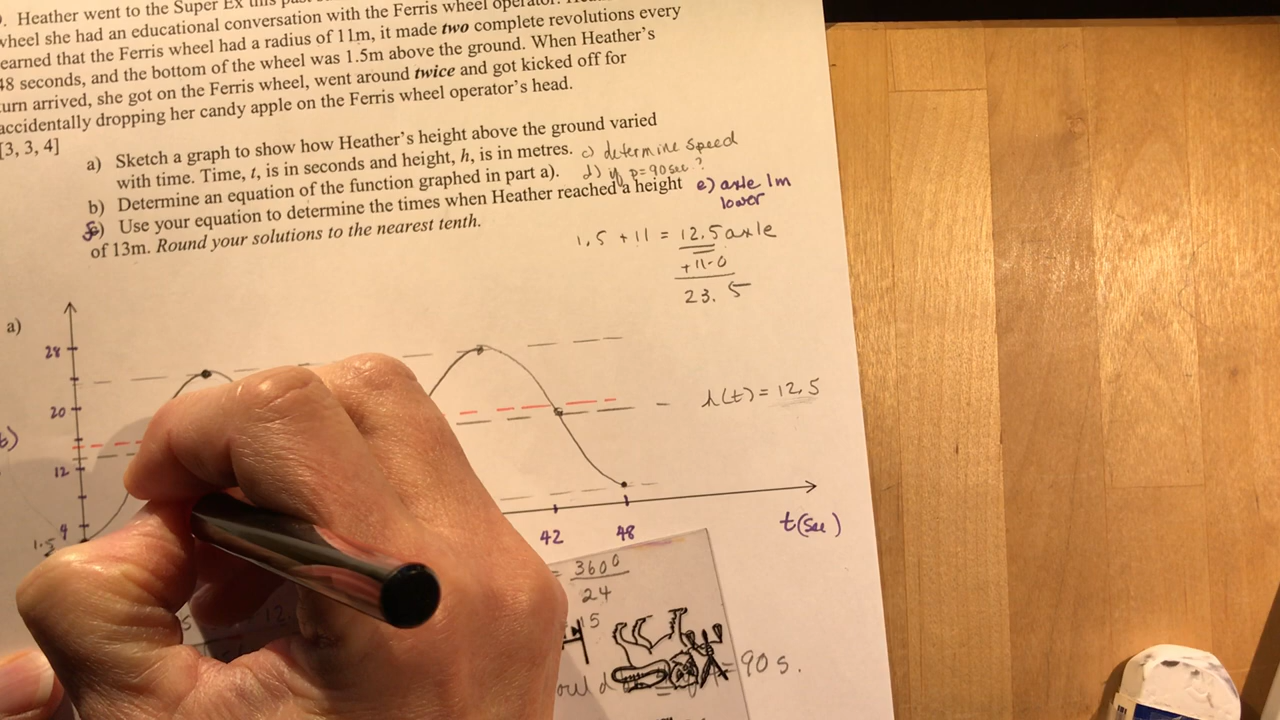 . Heather went to the Super Ex this
wheel she had an educational conversation with the Ferris wheel operator.
earned that the Ferris wheel had a radius of 11m, it made two complete revolutions every
48 seconds, and the bottom of the wheel was 1.5m above the ground. When Heather's
turn arrived, she got on the Ferris wheel, went around twice and got kicked off for
accidentally dropping her candy apple on the Ferris wheel operator's head.
[3, 3, 4]
a) Sketch a graph to show how Heather's height above the ground varied
with time. Time, t, is in seconds and height, h, is in metres. c) determine speed
b) Determine an equation of the function graphed in part a). d) if p=90sec.?
f) Use your equation to determine the times when Heather reached a height e) axle 1m
lower
of 13m. Round your solutions to the nearest tenth.
1.5 + 11 = 12.5 axle
+11.0
23.5
a)
28
20
h(t) = 12.5
b)
12
4
1.5
42 48 t(sec)
= 3600
24
15
= 90 s.